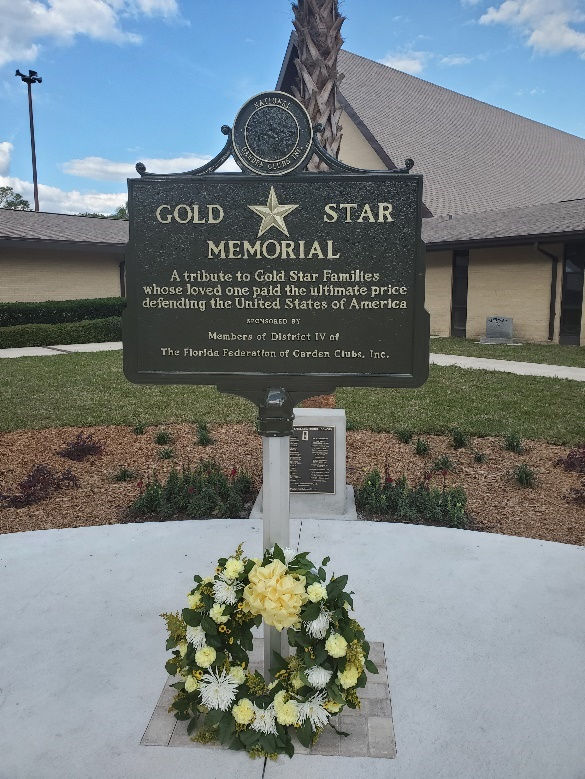 NATIONAL
GARDEN CLUBS INC.
GOLD STAR
MEMORIAL
A tribute to Gold Star Families
whose loved one paid the ultimate price
defending the United States of America
SPONSORED BY
Members of District IV of
The Florida Federation of Garden Clubs, Inc.